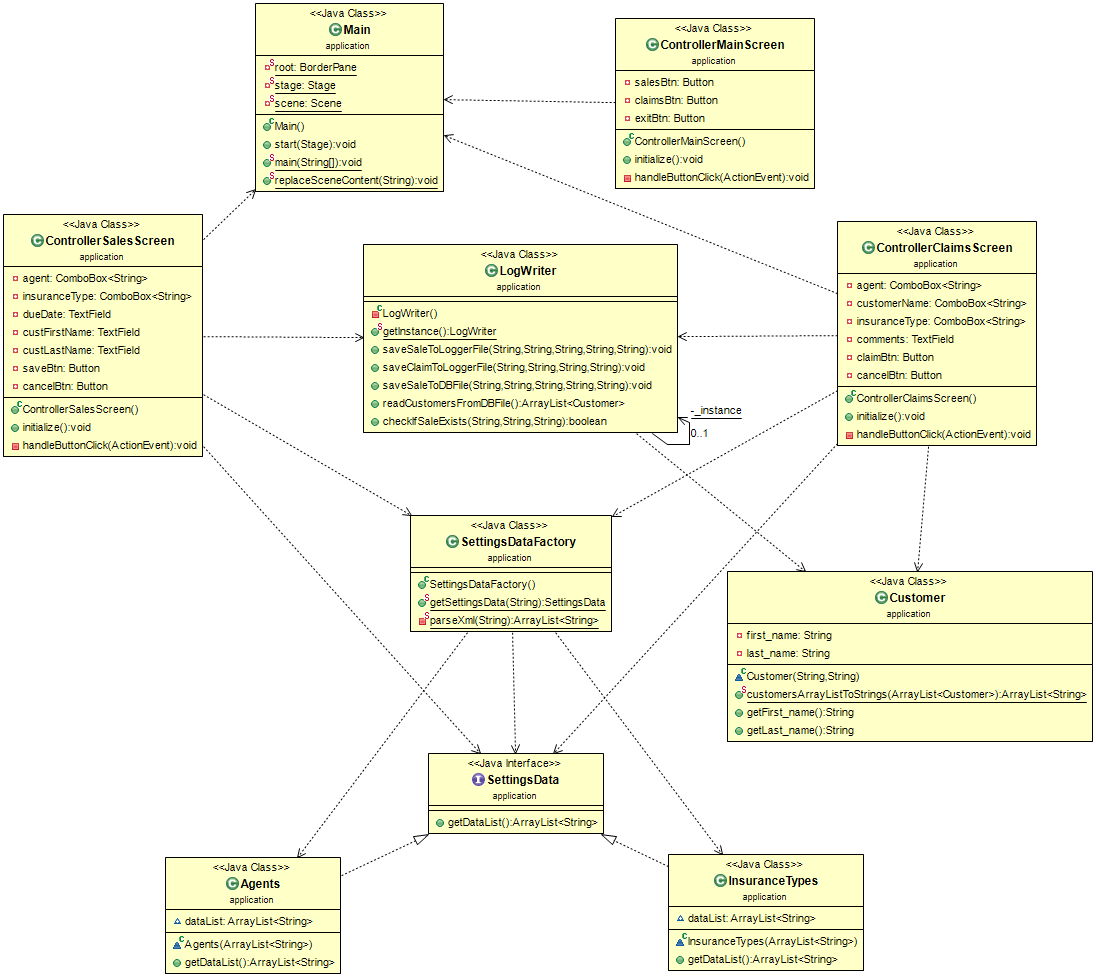 <<Java Class>>
Main
application
root: BorderPane
stage: Stage
scene: Scene
Main()
start(Stage):void
main(String[]):void
replaceSceneContent(String):void
<<Java Class>>
ControllerMainScreen
application
salesBtn: Button
claimsBtn: Button
exitBtn: Button
ControllerMainScreen()
initialize():void
handleButtonClick(ActionEvent):void
<<Java Class>>
ControllerSalesScreen
application
agent: ComboBox<String>
insuranceType: ComboBox<String>
dueDate: TextField
custFirstName: TextField
custLastName: TextField
saveBtn: Button
cancelBtn: Button
ControllerSalesScreen()
initialize():void
handleButtonClick(ActionEvent):void
<<Java Class>>
LogWriter
application
LogWriter()
getInstance():LogWriter
saveSaleToLoggerFile(String,String,String,String,String):void
saveClaimToLoggerFile(String,String,String,String):void
saveSaleToDBFile(String,String,String,String,String):void
readCustomersFromDBFile():ArrayList<Customer>
checkIfSaleExists(String,String,String):boolean
-_instance
0..1
<<Java Class>>
ControllerClaimsScreen
application
agent: ComboBox<String>
customerName: ComboBox<String>
insuranceType: ComboBox<String>
comments: TextField
claimBtn: Button
cancelBtn: Button
ControllerClaimsScreen()
initialize():void
handleButtonClick(ActionEvent):void
<<Java Class>>
SettingsDataFactory
application
SettingsDataFactory()
getSettingsData(String):SettingsData
parseXml(String):ArrayList<String>
<<Java Class>>
Customer
application
first_name: String
last_name: String
Customer(String,String)
customersArrayListToStrings(ArrayList<Customer>):ArrayList<String>
getFirst_name():String
getLast_name():String
<<Java Interface>>
SettingsData
application
getDataList():ArrayList<String>
<<Java Class>>
Agents
application
dataList: ArrayList<String>
Agents(ArrayList<String>)
getDataList():ArrayList<String>
<<Java Class>>
InsuranceTypes
application
dataList: ArrayList<String>
InsuranceTypes(ArrayList<String>)
getDataList():ArrayList<String>